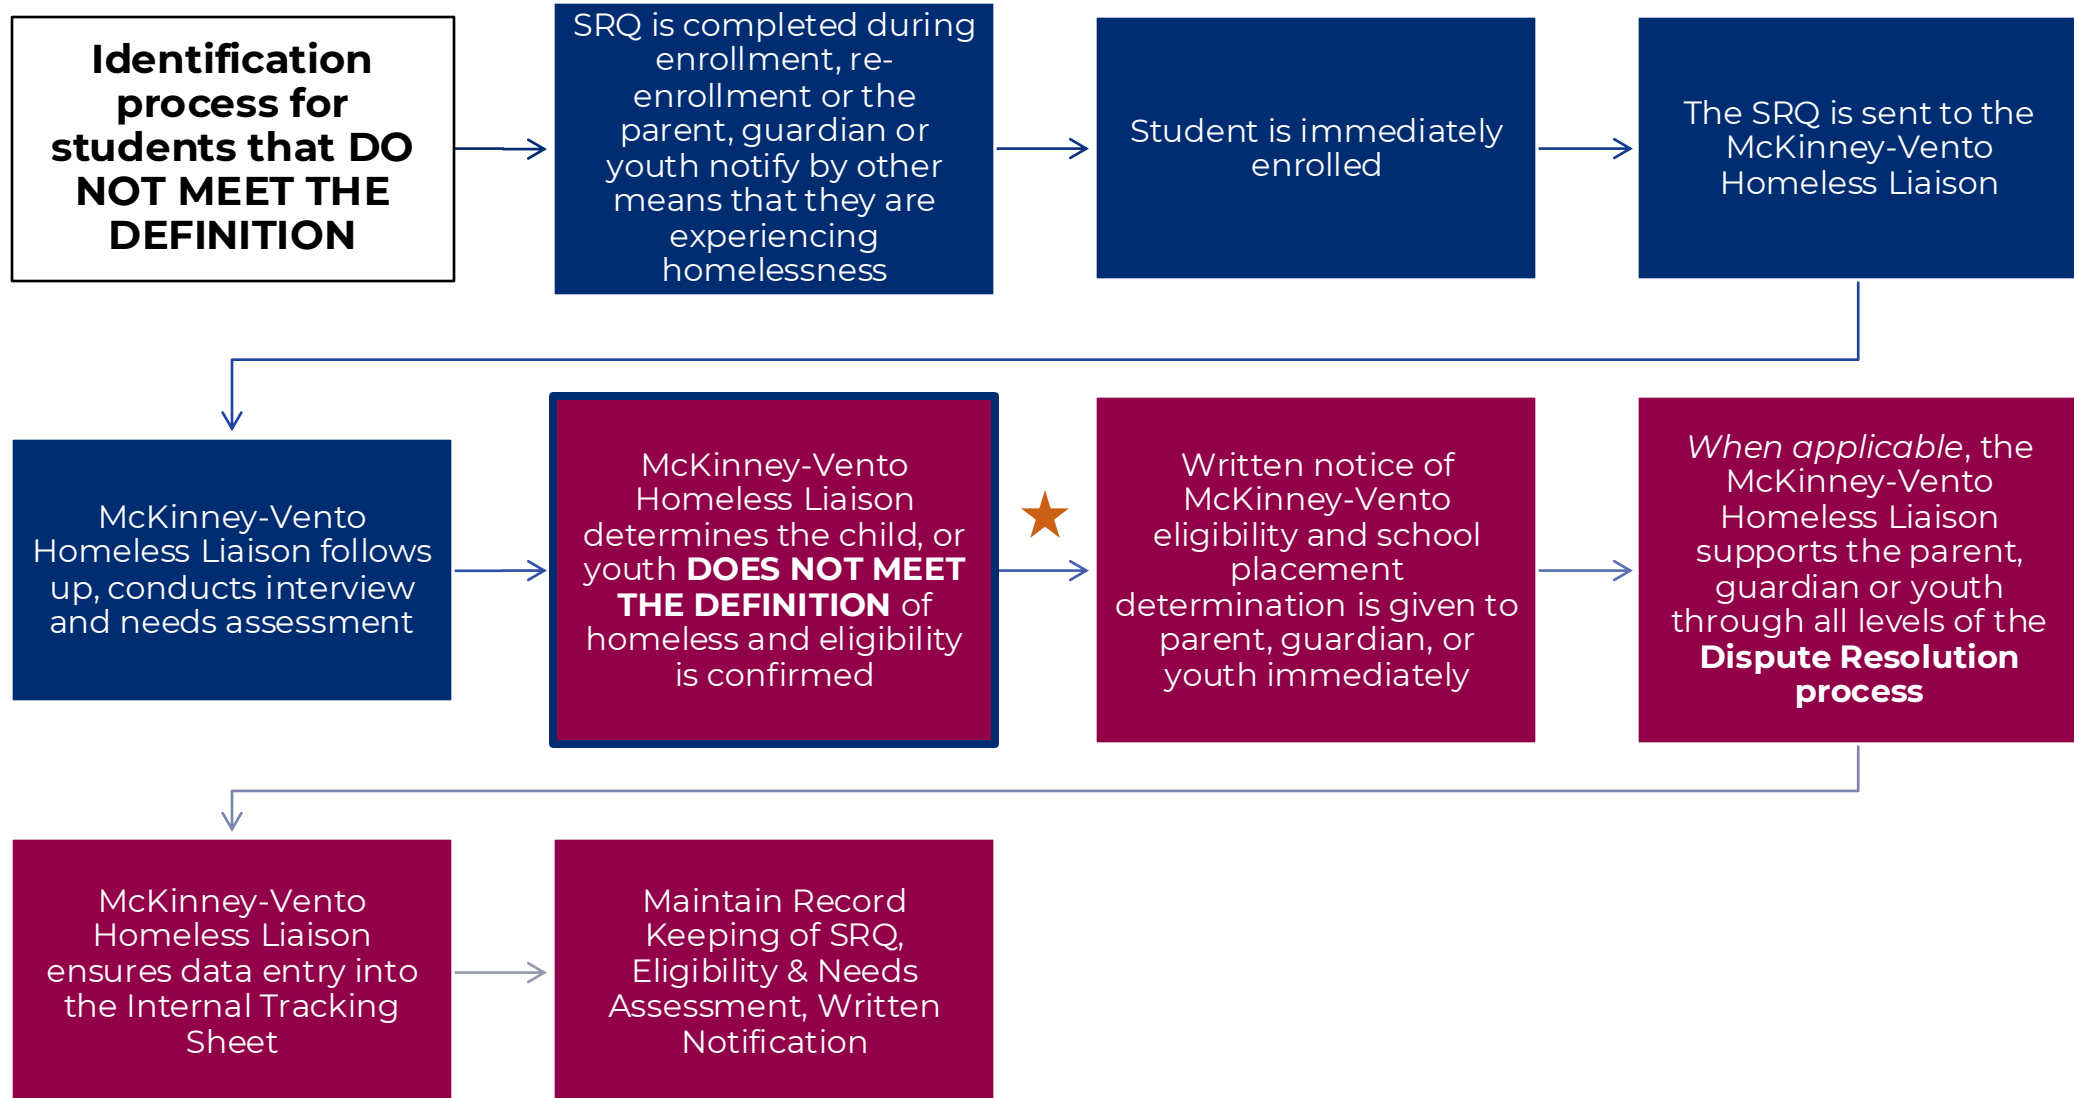 Identification
process for
students that DO
NOT MEET THE
DEFINITION
SRQ is completed during
enrollment, re-
enrollment or the
parent, guardian or
youth notify by other
means that they are
experiencing
homelessness
Student is immediately
enrolled
The SRQ is sent to the
McKinney-Vento
Homeless Liaison
McKinney-Vento
Homeless Liaison follows
up, conducts interview
and needs assessment
McKinney-Vento
Homeless Liaison
determines the child, or
youth DOES NOT MEET
THE DEFINITION of
homeless and eligibility
is confirmed
Written notice of
McKinney-Vento
eligibility and school
placement
determination is given to
parent, guardian, or
youth immediately
When applicable, the
McKinney-Vento
Homeless Liaison
supports the parent,
guardian or youth
through all levels of the
Dispute Resolution
process
McKinney-Vento
Homeless Liaison
ensures data entry into
the Internal Tracking
Sheet
Maintain Record
Keeping of SRQ,
Eligibility & Needs
Assessment, Written
Notification